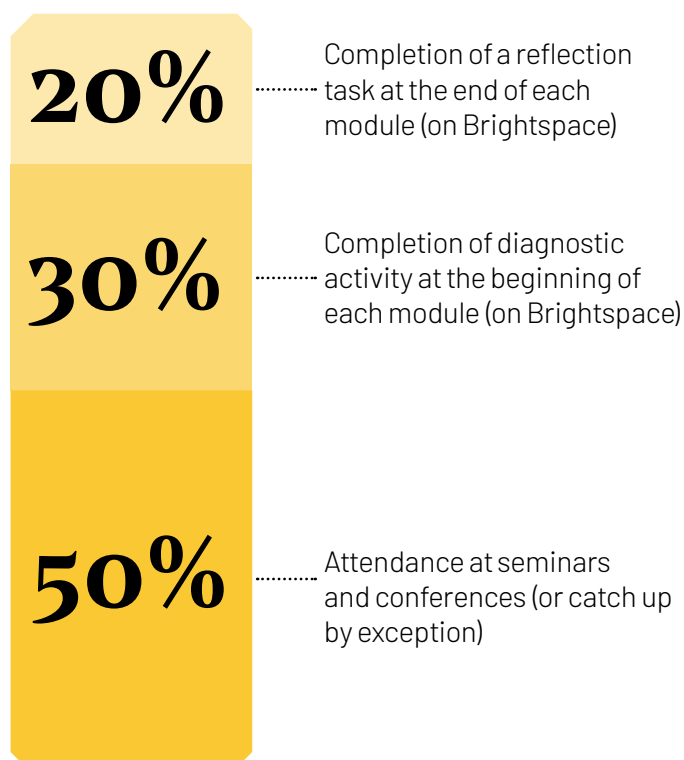 20%
Completion of a reflection
task at the end of each
module (on Brightspace)
30%
Completion of diagnostic
activity at the beginning of
each module (on Brightspace)
50%
Attendance at seminars
and conferences (or catch up
by exception)